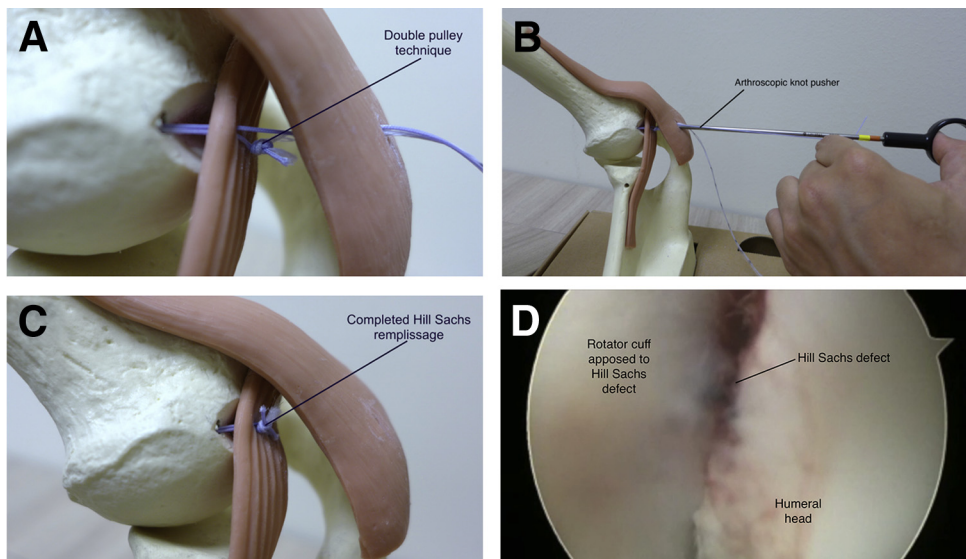 A
Double pulley
technique
B
Arthroscopic knot pusher
C
Completed Hill Sachs
remplissage
D
Rotator cuff
apposed to
Hill Sachs
defect
Hill Sachs defect
Humeral
head